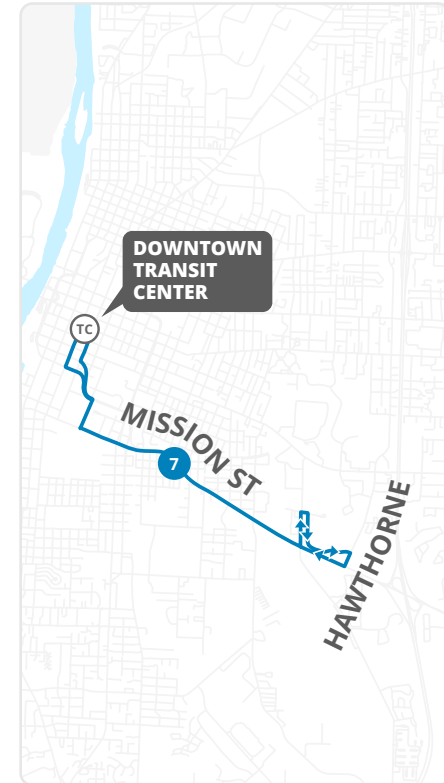 DOWNTOWN
TRANSIT
CENTER
TC
MISSION ST
7
HAWTHORNE